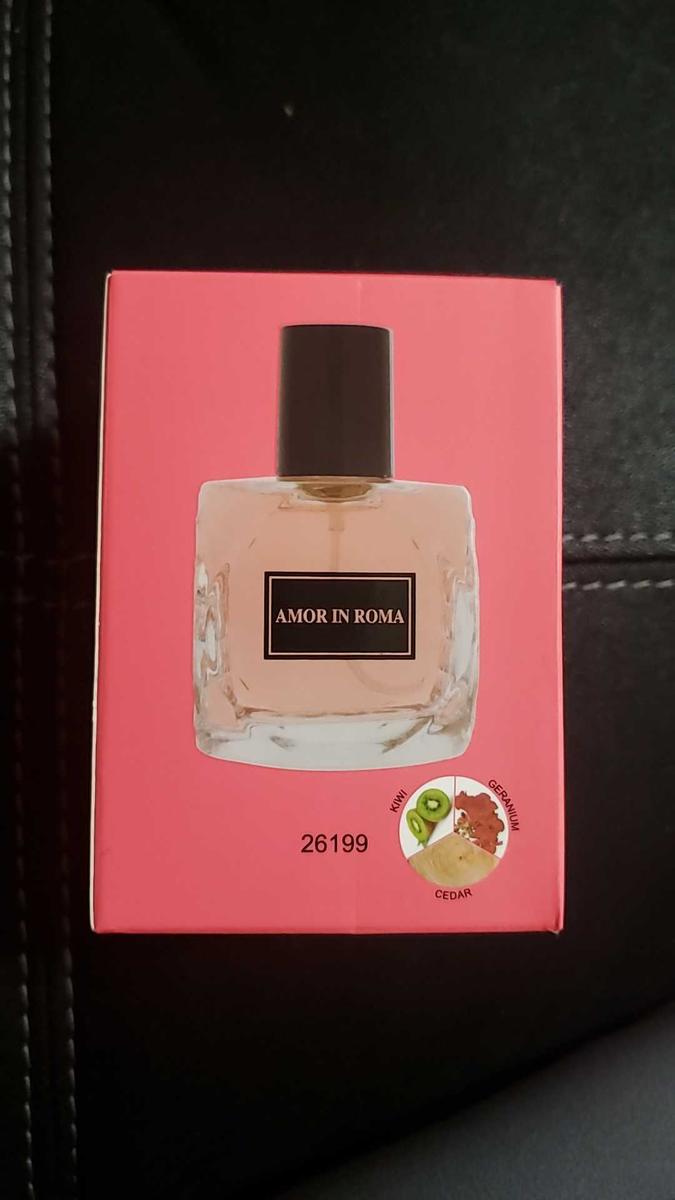 AMOR IN ROMA
26199
KIWI
GERANIUM
CEDAR